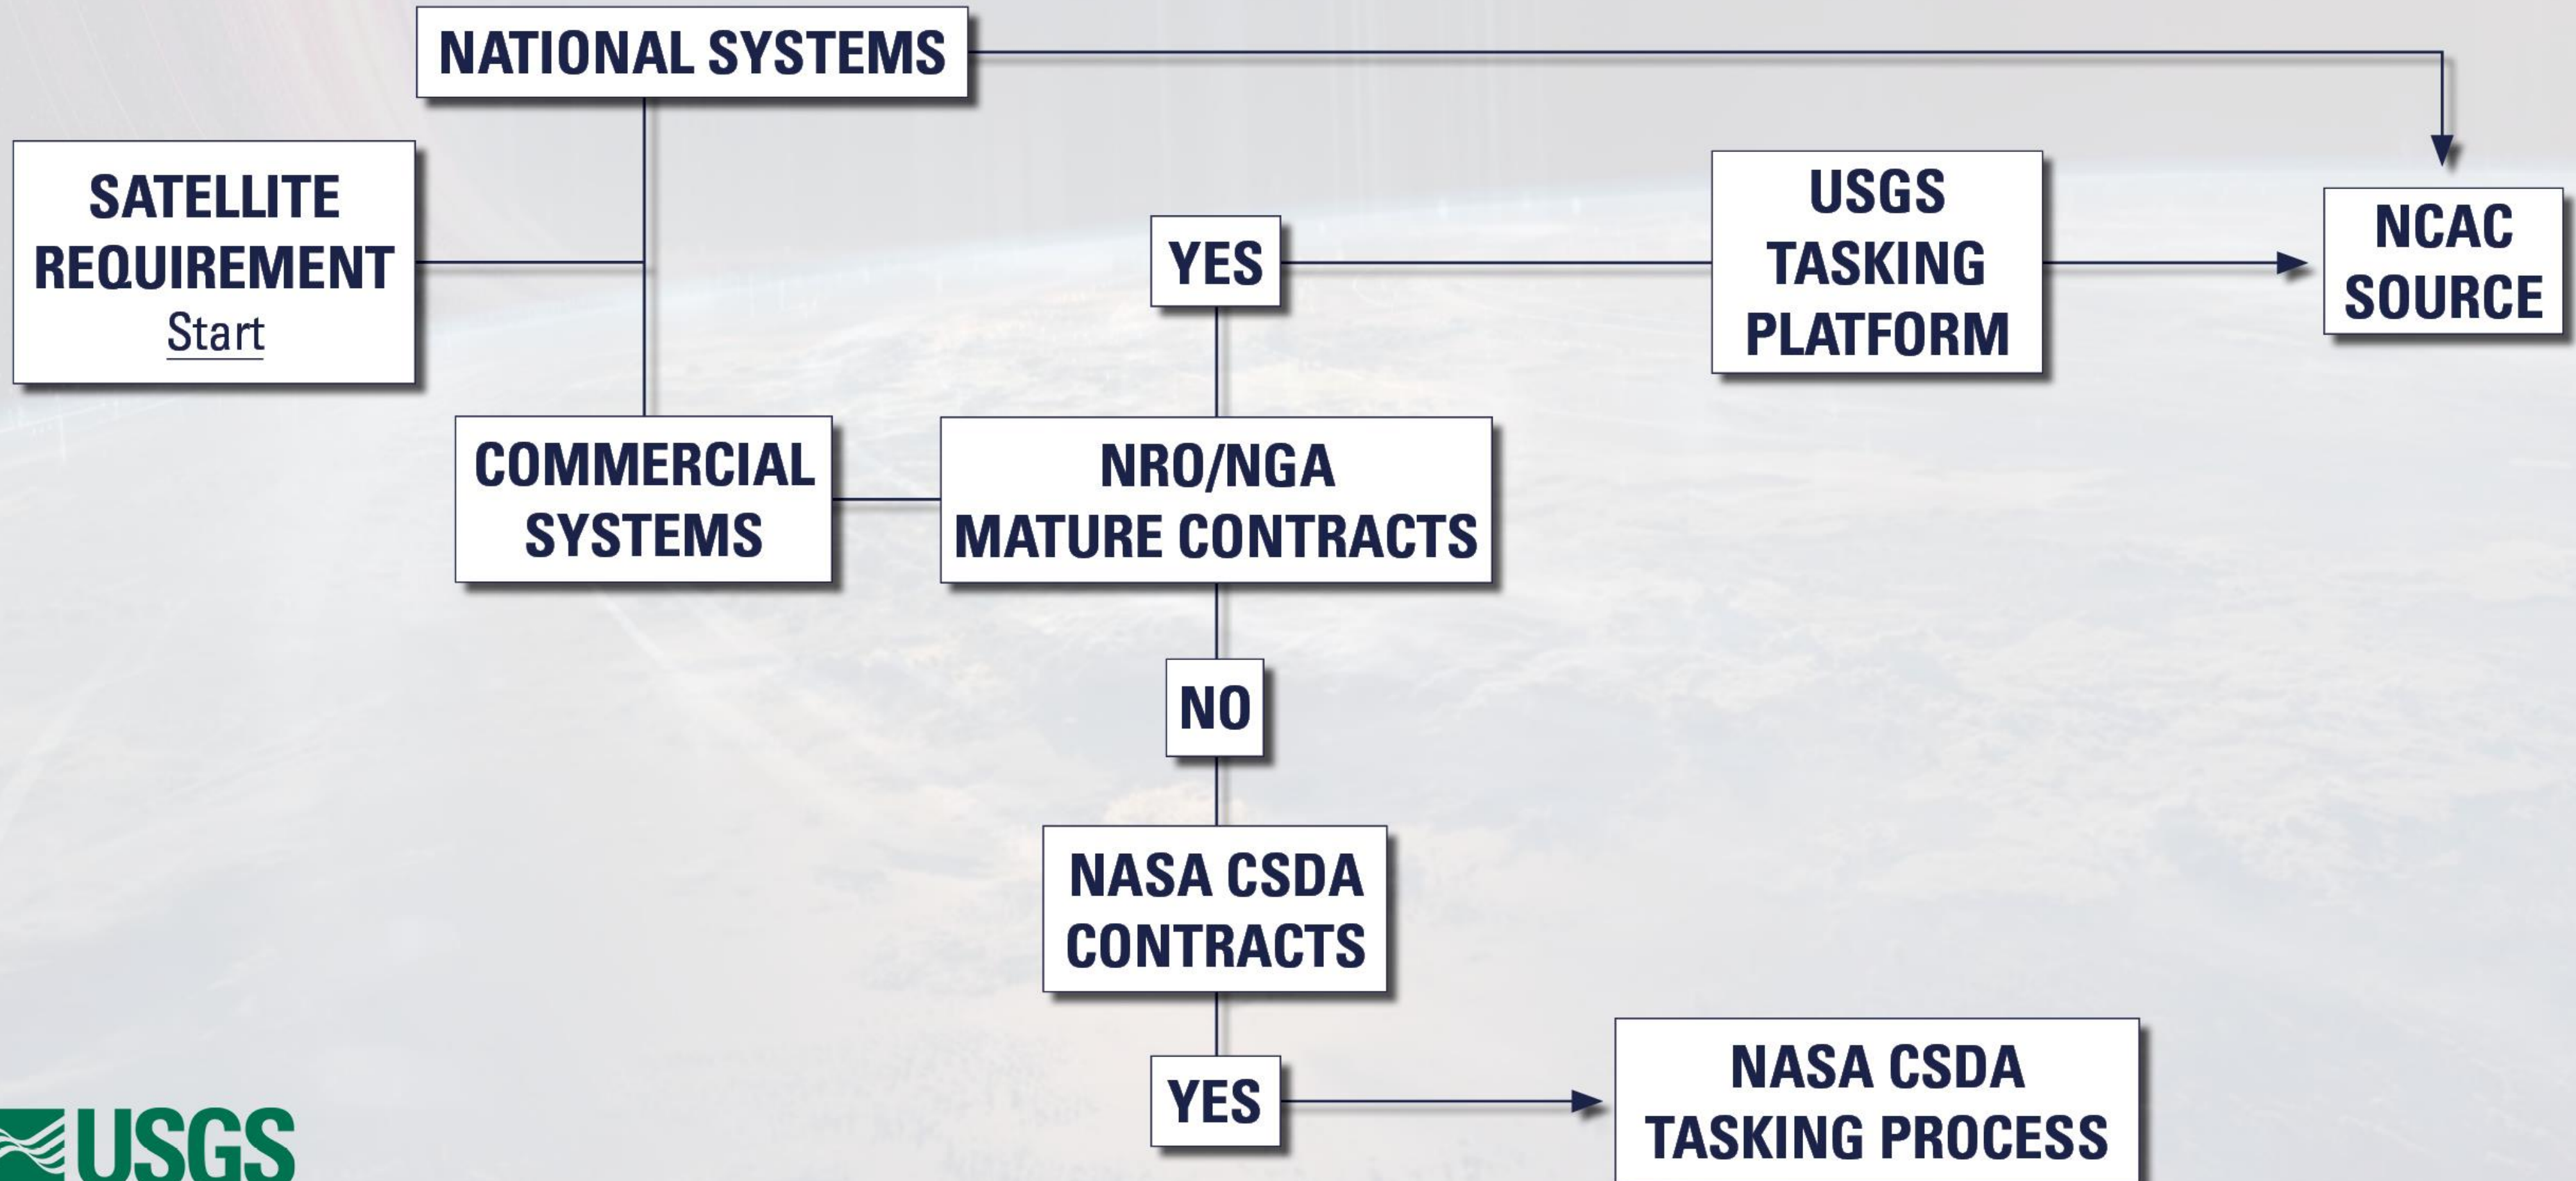 NATIONAL SYSTEMS
SATELLITE
REQUIREMENT
Start
USGS
TASKING
PLATFORM
YES
NCAC
SOURCE
COMMERCIAL
SYSTEMS
NRO/NGA
MATURE CONTRACTS
NO
NASA CSDA
CONTRACTS
YES
NASA CSDA
TASKING PROCESS
USGS